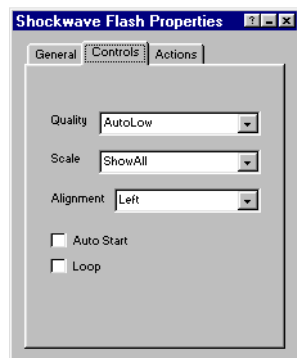 Shockwave Flash Properties
General Controls Actions
Quality AutoLow
Scale ShowAll
Alignment Left
Auto Start
Loop